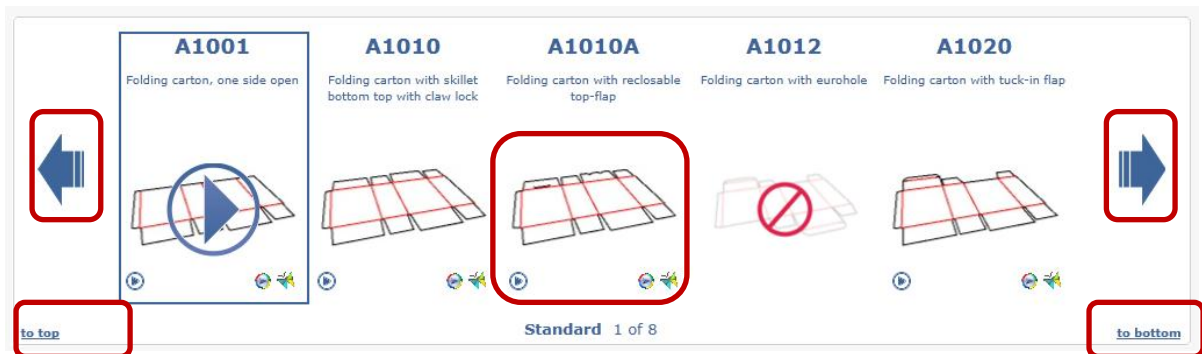 A1001
Folding carton, one side open
A1010
Folding carton with skillet
bottom top with claw lock
A1010A
Folding carton with reclosable
top-flap
A1012
Folding carton with eurohole
A1020
Folding carton with tuck-in flap
to top
Standard 1 of 8
to bottom